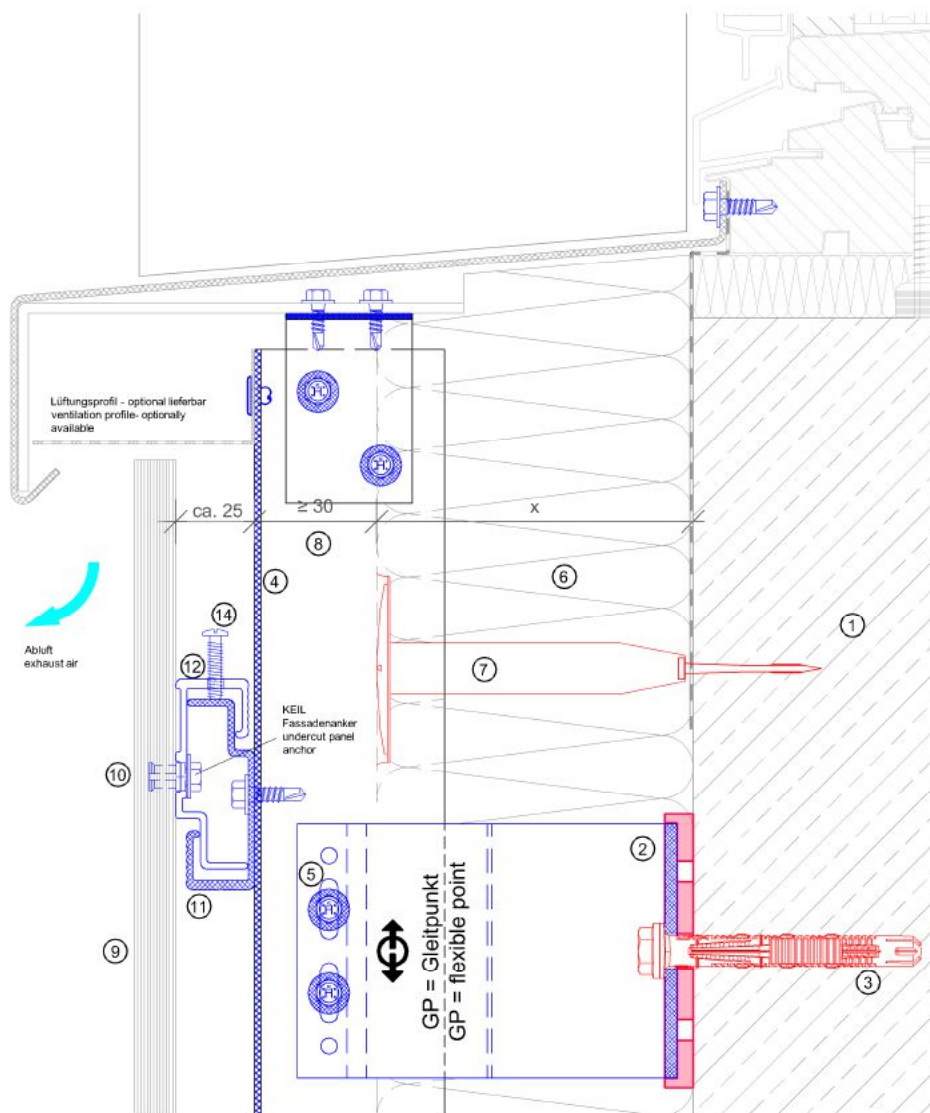 Lüftungsprofil - optional lieferbar
ventilation profile- optionally
available
ca. 25
≥ 30
x
8
4
6
1
Abluft
exhaust air
14
12
7
KEIL
Fassadenanker
undercut panel
anchor
10
2
5
11
GP = Gleitpunkt
GP = flexible point
9
3